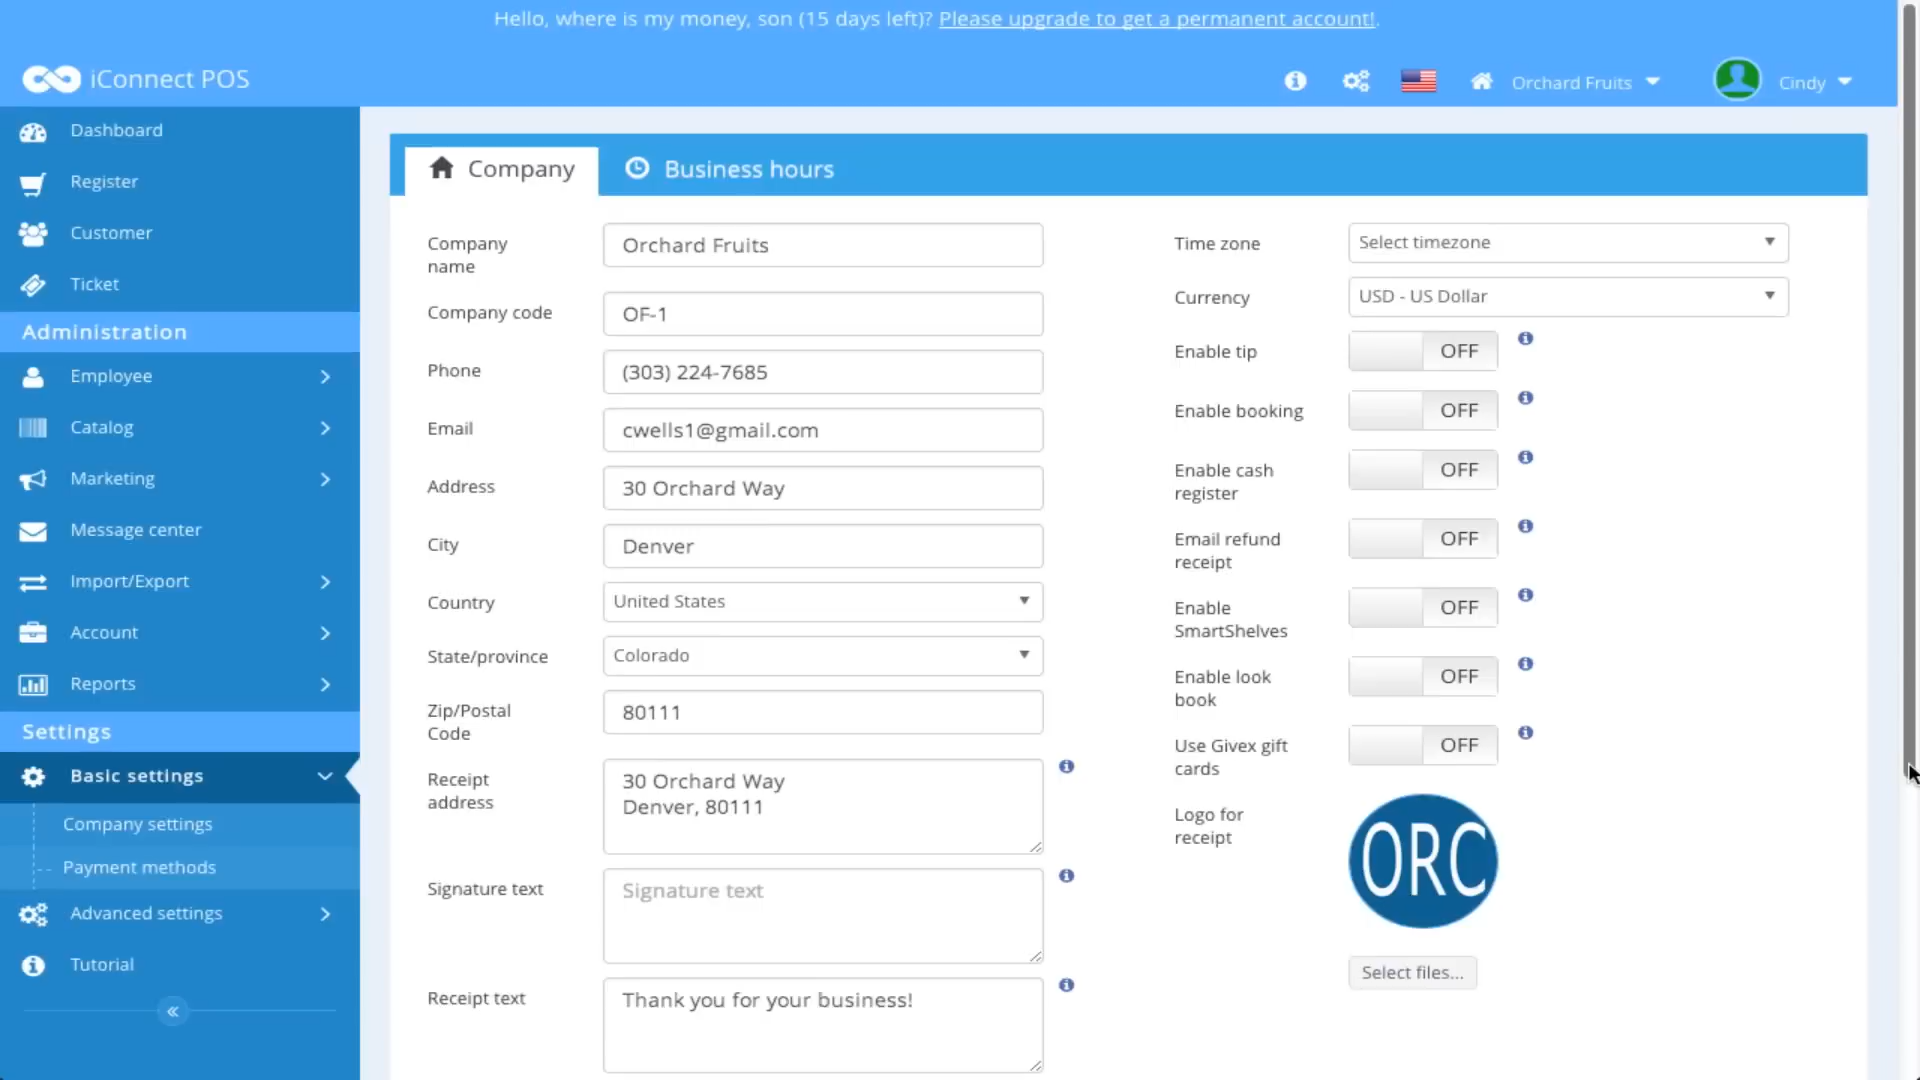 Hello, where is my money, son (15 days left)? Please upgrade to get a permanent account!.
iConnect POS
Orchard Fruits
Cindy
Dashboard
Register
Customer
Ticket
Administration
Employee
Catalog
Marketing
Message center
Import/Export
Account
Reports
Settings
Basic settings
Company settings
Payment methods
Advanced settings
Tutorial
Company
Business hours
Company name
Orchard Fruits
Company code
OF-1
Phone
(303) 224-7685
Email
cwells1@gmail.com
Address
30 Orchard Way
City
Denver
Country
United States
State/province
Colorado
Zip/Postal Code
80111
Receipt address
30 Orchard Way
Denver, 80111
Signature text
Signature text
Receipt text
Thank you for your business!
Time zone
Select timezone
Currency
USD - US Dollar
Enable tip
OFF
Enable booking
OFF
Enable cash register
OFF
Email refund receipt
OFF
Enable SmartShelves
OFF
Enable look book
OFF
Use Givex gift cards
OFF
Logo for receipt
ORC
Select files...